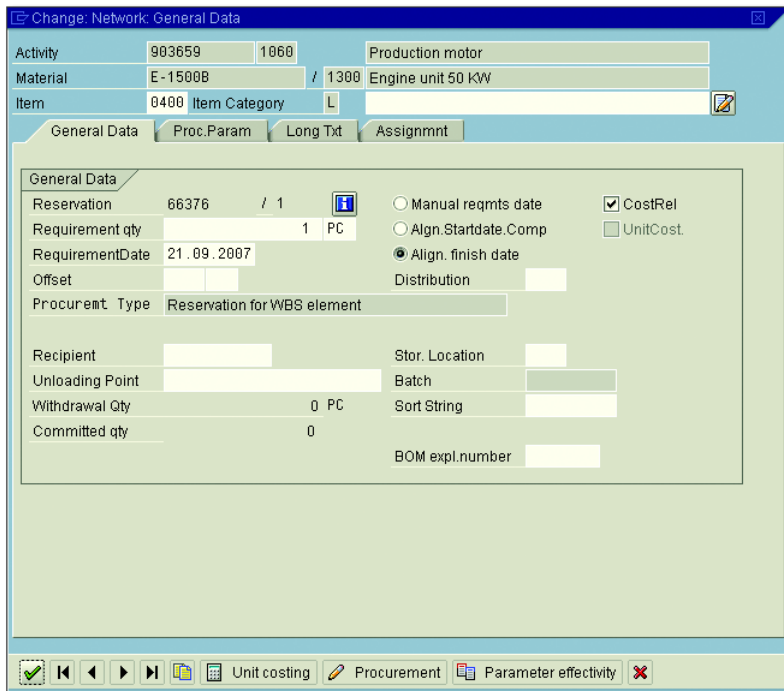 Change: Network: General Data
Activity 903659 1060 Production motor
Material E-1500B / 1300 Engine unit 50 KW
Item 0400 Item Category L
General Data Proc.Param Long Txt Assignmnt
General Data
Reservation 66376 / 1 Manual reqmts date CostRel
Requirement qty 1 PC Algn.Startdate.Comp UnitCost.
RequirementDate 21.09.2007 Align. finish date
Offset Distribution
Procuremt Type Reservation for WBS element
Recipient Stor. Location
Unloading Point Batch
Withdrawal Qty 0 PC Sort String
Committed qty 0
BOM expl.number
Unit costing Procurement Parameter effectivity